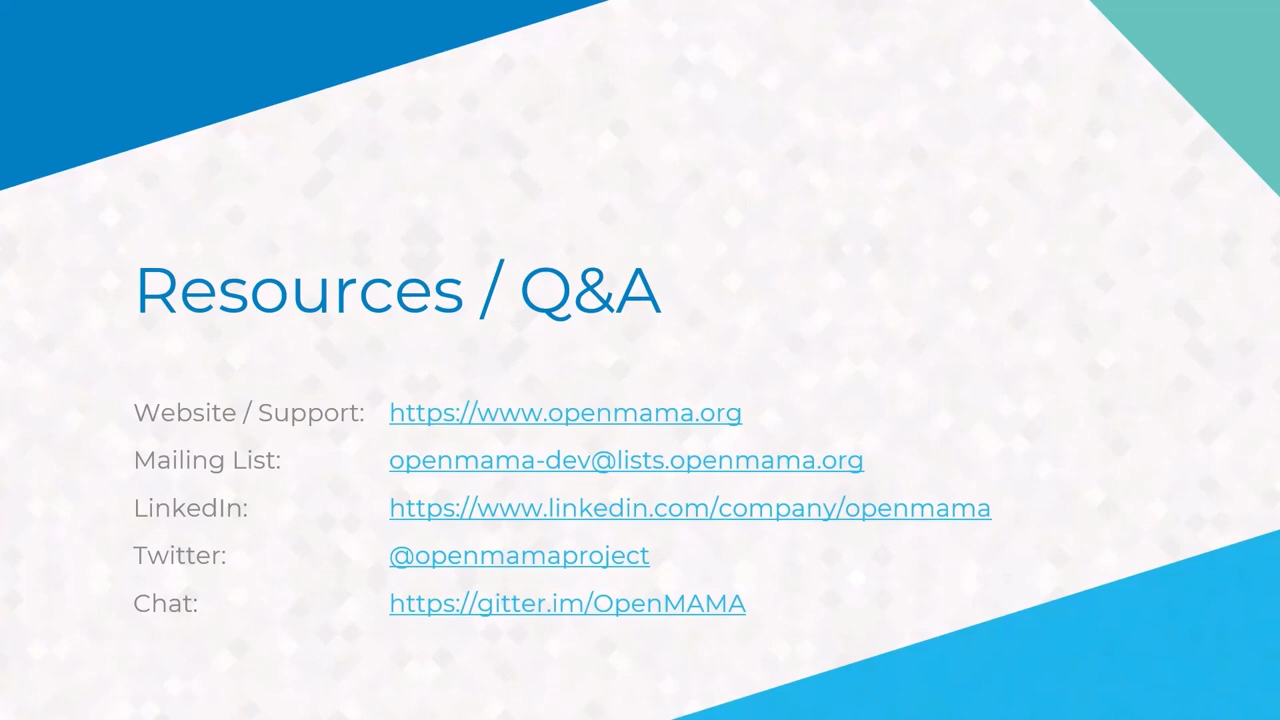 Resources / Q&A
Website / Support: https://www.openmama.org
Mailing List: openmama-dev@lists.openmama.org
LinkedIn: https://www.linkedin.com/company/openmama
Twitter: @openmamaproject
Chat: https://gitter.im/OpenMAMA